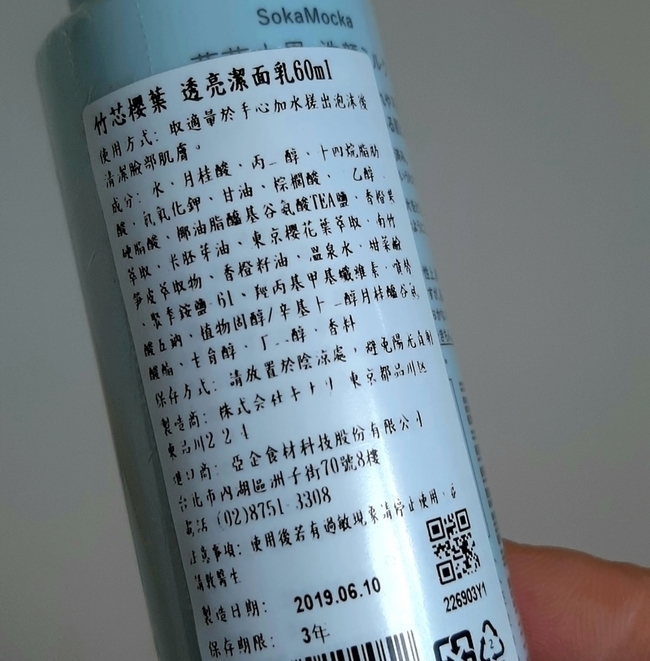 SokaMocka
竹芯櫻葉 透亮潔面乳60ml
使用方式: 取適量於手心加水搓出泡沫後
清潔臉部肌膚。
成分: 水、月桂酸、丙_醇、十四烷脂肪
酸、氫氧化鉀、甘油、棕櫚酸、 乙醇
硬脂酸、椰油脂醯基谷氨酸TEA鹽、香橙果
萃取、卡胚芽油、東京櫻花葉萃取、南竹
笋皮萃取物、香橙籽油、溫泉水、甜菜鹼
、聚季銨鹽-61、羥丙基甲基纖維素、噴替
酸五鈉、植物固醇/辛基十_醇月桂醯谷氨
酸酯、生育醇、丁_醇、香料
保存方式: 請放置於陰涼處,避免陽光直射
製造商: 株式会社キナリ 東京都品川区
東品川2 2 4
進口商: 亞企食材科技股份有限公司
台北市內湖區洲子街70號8樓
電話 (02)8751 3308
注意事項: 使用後若有過敏現象請停止使用,並
請教醫生
製造日期: 2019.06.10
保存期限: 3年
226903Y1